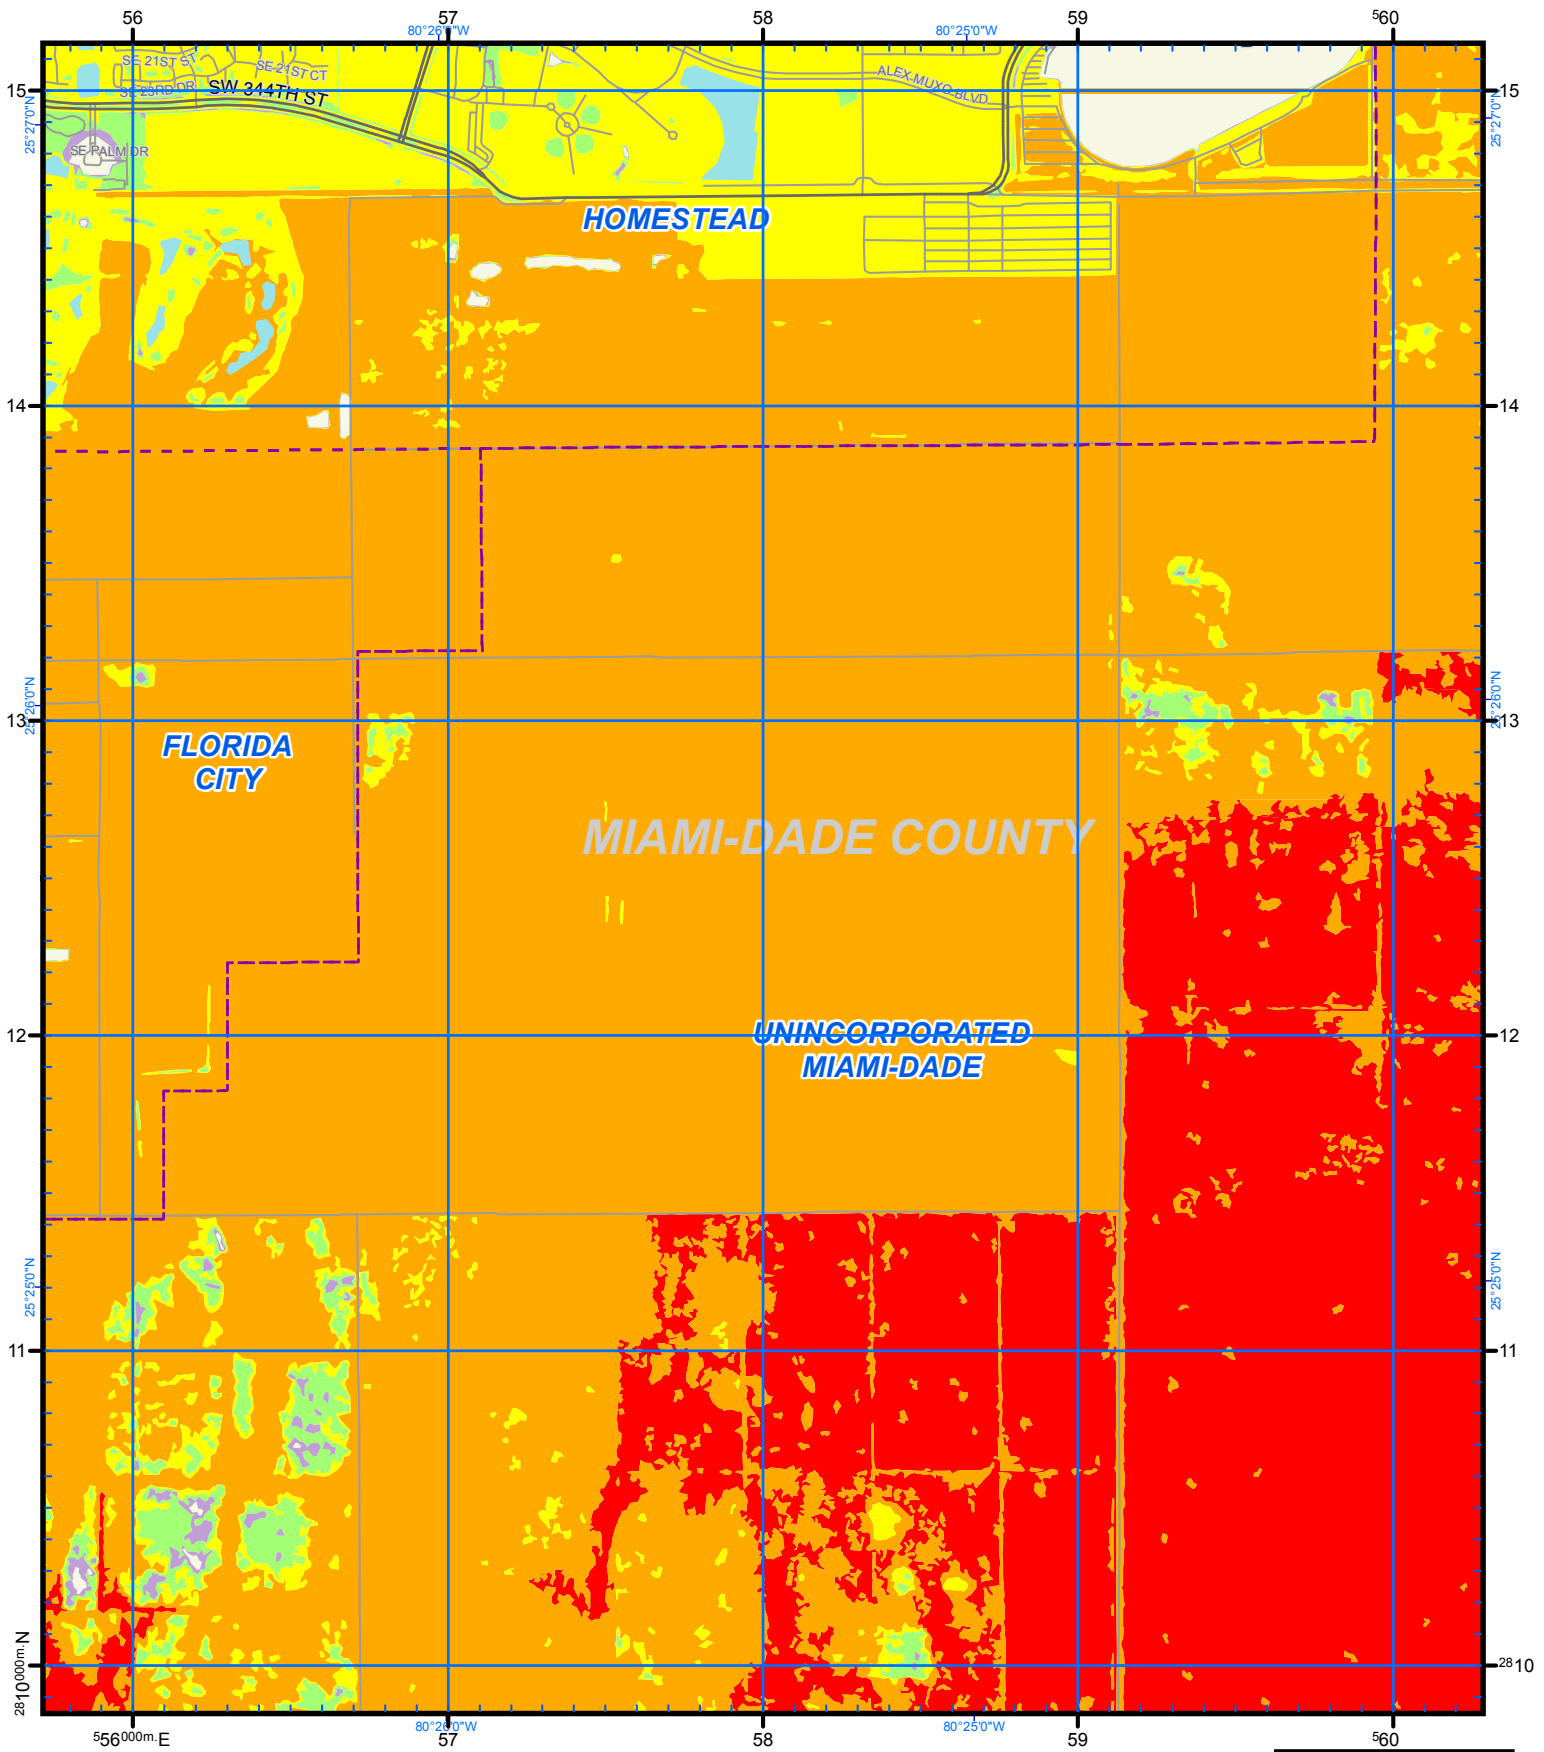 56 57 58 59 560
80°26'0"W 80°25'0"W
SE 21ST ST
SE 21ST CT
SE 23RD DR
SW 344TH ST
ALEX-MUXO-BLVD
15 15
25°27'0"N 25°27'0"N
SE PALM DR
HOMESTEAD
14 14
25°26'0"N 25°26'0"N
13 13
FLORIDA
CITY
MIAMI-DADE COUNTY
12 12
UNINCORPORATED
MIAMI-DADE
25°25'0"N 25°25'0"N
11 11
2810000m.N 2810
80°26'0"W 80°25'0"W
556000m.E 57 58 59 560